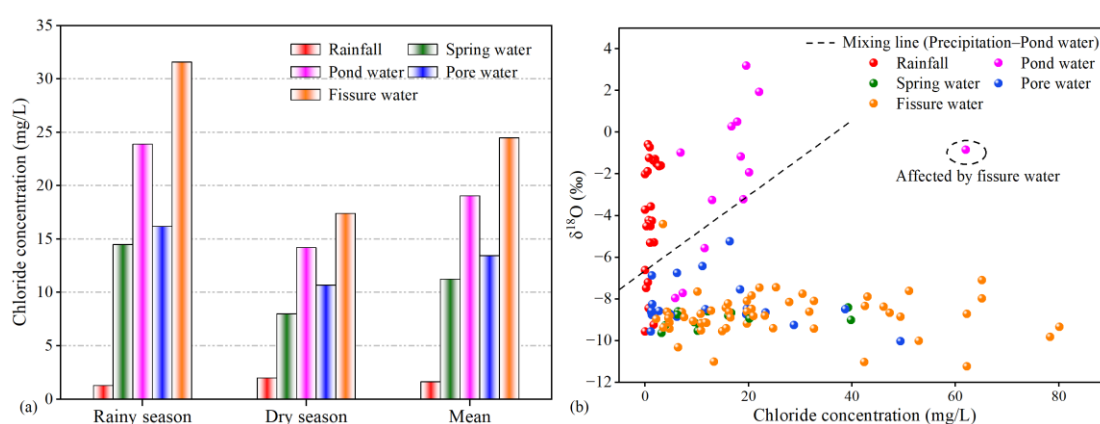 35
30
25
20
15
10
5
0
Chloride concentration (mg/L)
Rainfall
Spring water
Pond water
Pore water
Fissure water
(a)
Rainy season
Dry season
Mean
4
2
0
−2
−4
−6
−8
−10
−12
δ¹⁸O (‰)
Mixing line (Precipitation–Pond water)
Rainfall
Pond water
Spring water
Pore water
Fissure water
Affected by fissure water
0
20
40
60
80
(b)
Chloride concentration (mg/L)